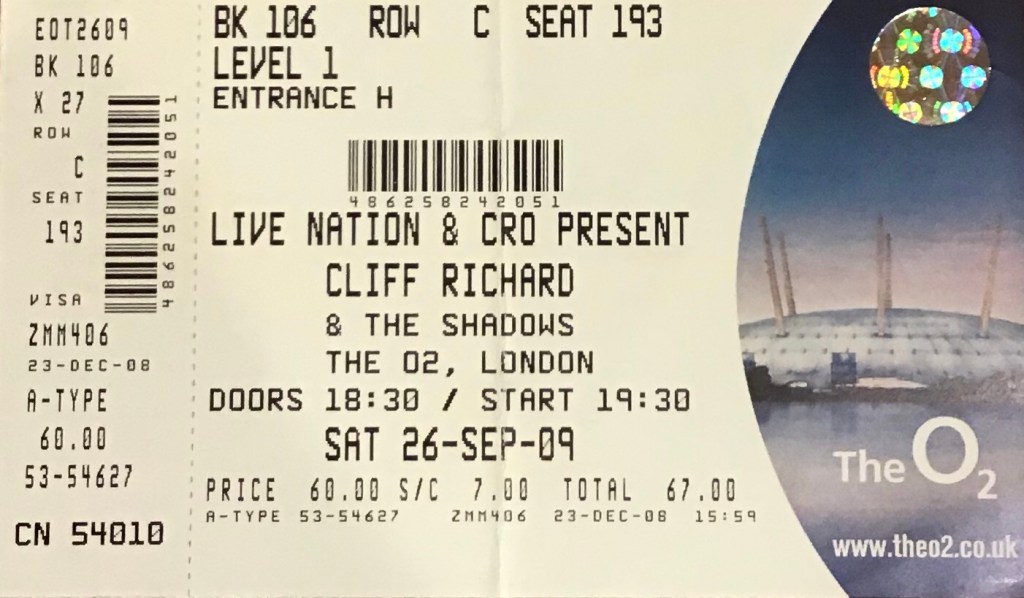 EOT2609
BK 106
X 27
ROW
C
SEAT
193
VISA
ZMM406
23-DEC-08
A-TYPE
60.00
53-54627
CN 54010
486258242051
BK 106 ROW C SEAT 193
LEVEL 1
ENTRANCE H
486258242051
LIVE NATION & CRO PRESENT
CLIFF RICHARD
& THE SHADOWS
THE O2, LONDON
DOORS 18:30 / START 19:30
SAT 26-SEP-09
PRICE 60.00 S/C 7.00 TOTAL 67.00
A-TYPE 53-54627 ZMM406 23-DEC-08 15:59
The O2
www.theo2.co.uk